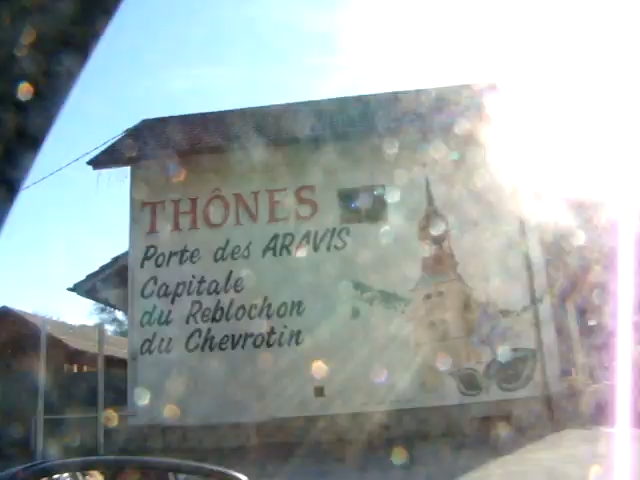 THÔNES
Porte des ARAVIS
Capitale
du Reblochon
du Chevrotin